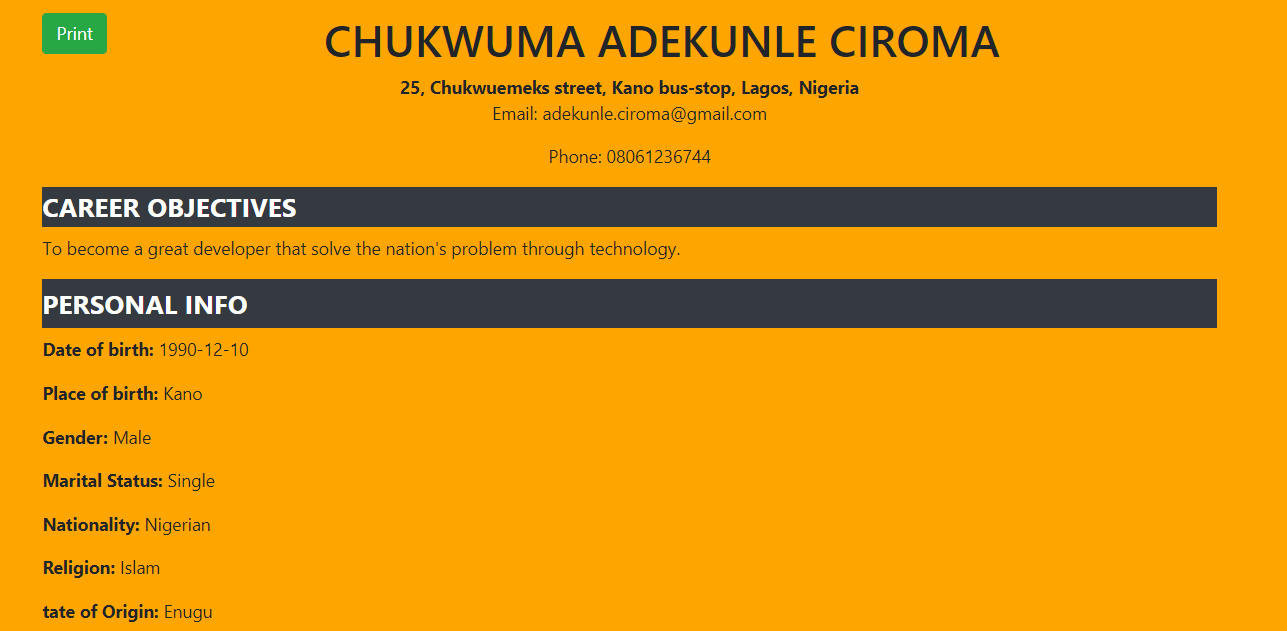 Print
CHUKWUMA ADEKUNLE CIROMA
25, Chukwuemeks street, Kano bus-stop, Lagos, Nigeria
Email: adekunle.ciroma@gmail.com
Phone: 08061236744
CAREER OBJECTIVES
To become a great developer that solve the nation's problem through technology.
PERSONAL INFO
Date of birth: 1990-12-10
Place of birth: Kano
Gender: Male
Marital Status: Single
Nationality: Nigerian
Religion: Islam
tate of Origin: Enugu